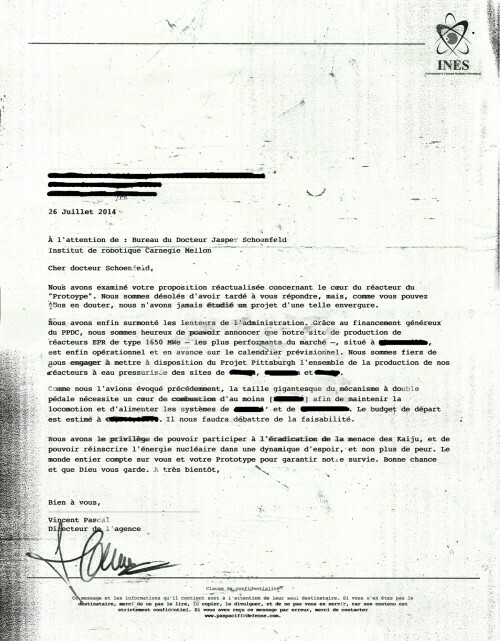 INES
26 Juillet 2014
À l'attention de : Bureau du Docteur Jasper Schoenfeld
Institut de robotique Carnegie Mellon
Cher docteur Schoenfeld,
Nous avons examiné votre proposition réactualisée concernant le cœur du réacteur du
"Protoype". Nous sommes désolés d'avoir tardé à vous répondre, mais, comme vous pouvez
vous en douter, nous n'avons jamais étudié un projet d'une telle envergure.
Nous avons enfin surmonté les lenteurs de l'administration. Grâce au financement généreux
du PPDC, nous sommes heureux de pouvoir annoncer que notre site de production de
réacteurs EPR de type 1650 MWe — les plus performants du marché —, situé à
est enfin opérationnel et en avance sur le calendrier prévisionnel. Nous sommes fiers de
nous engager à mettre à disposition du Projet Pittsburgh l'ensemble de la production de nos
réacteurs à eau pressurisée des sites de , et .
Comme nous l'avions évoqué précédemment, la taille gigantesque du mécanisme à double
pédale nécessite un cœur de combustion d'au moins [ ] afin de maintenir la
locomotion et d'alimenter les systèmes de et de . Le budget de départ
est estimé à . Il nous faudra débattre de la faisabilité.
Nous avons le privilège de pouvoir participer à l'éradication de la menace des Kaiju, et de
pouvoir réinscrire l'énergie nucléaire dans une dynamique d'espoir, et non plus de peur. Le
monde entier compte sur vous et votre Prototype pour garantir notre survie. Bonne chance
et que Dieu vous garde. A très bientôt,
Bien à vous,
Vincent Pascal
Directeur de l'agence
Clause de confidentialité
Ce message et les informations qu'il contient sont à l'attention de leur seul destinataire. Si vous n'êtes pas le
destinataire, merci de ne pas le lire, le copier, le divulguer, et de ne pas vous en servir, car son contenu est
strictement confidentiel. Si vous avez reçu ce message par erreur, merci de contacter
www.panpacificdefense.com.